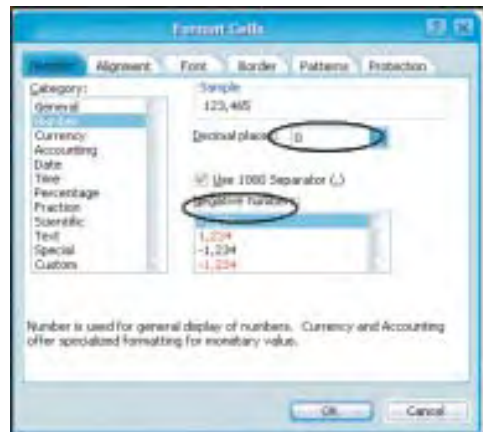 Format Cells
Number Alignment Font Border Patterns Protection
Category:
General
Number
Currency
Accounting
Date
Time
Percentage
Fraction
Scientific
Text
Special
Custom
Sample
123,465
Decimal places: 0
Use 1000 Separator (,)
Negative numbers
1,234
-1,234
-1,234
Number is used for general display of numbers. Currency and Accounting
offer specialized formatting for monetary value.
OK Cancel